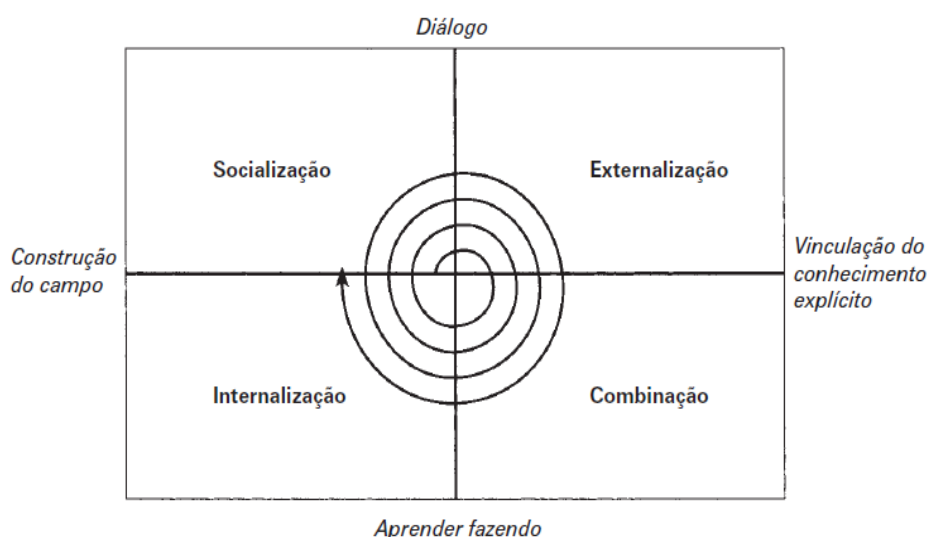 Diálogo
Socialização
Externalização
Construção
do campo
Vinculação do
conhecimento
explícito
Internalização
Combinação
Aprender fazendo